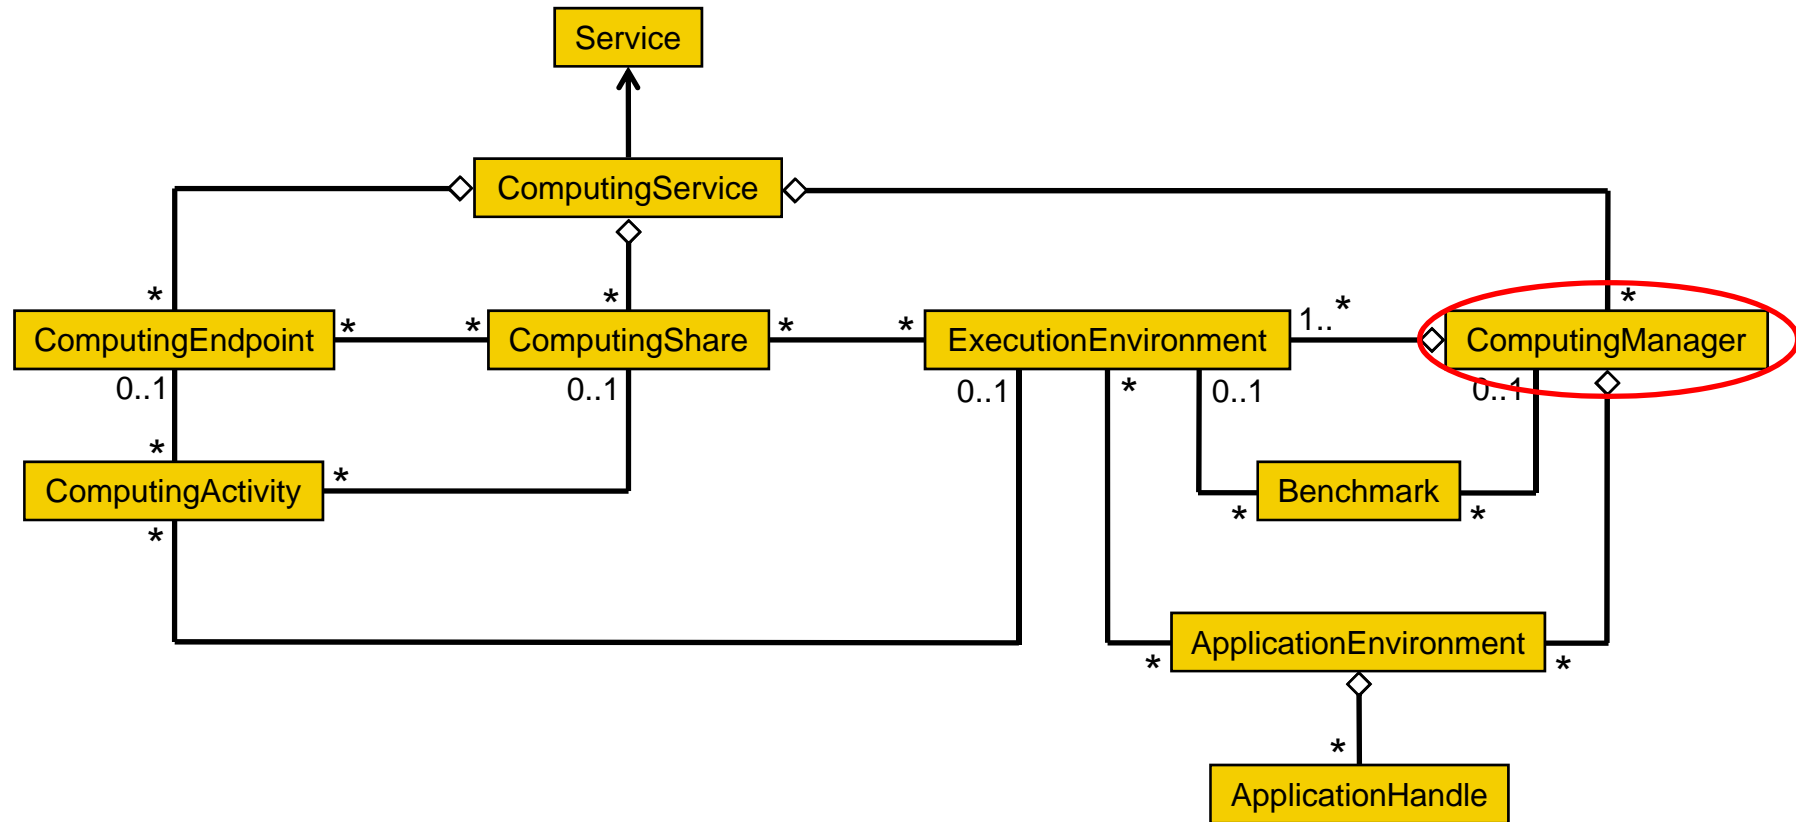 Service
ComputingService
* * *
ComputingEndpoint * * ComputingShare * * ExecutionEnvironment 1..* ComputingManager
0..1 0..1 0..1 * 0..1 0..1
*
ComputingActivity * Benchmark
* * *
ApplicationEnvironment
* *
*
ApplicationHandle